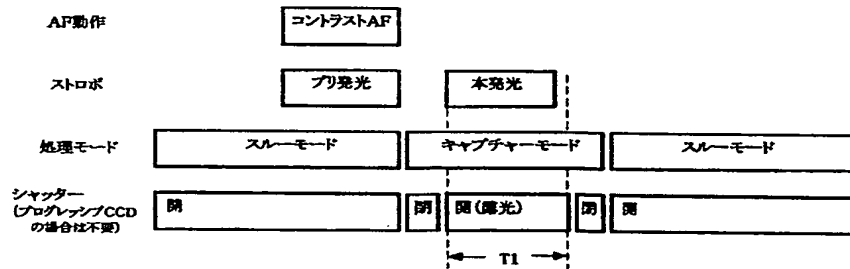 AF動作
コントラストAF
ストロボ
プリ発光
本発光
処理モード
スルーモード
キャプチャーモード
スルーモード
シャッター
(プログレッシブCCD
の場合は不要)
開
閉
開(露光)
閉
開
T1